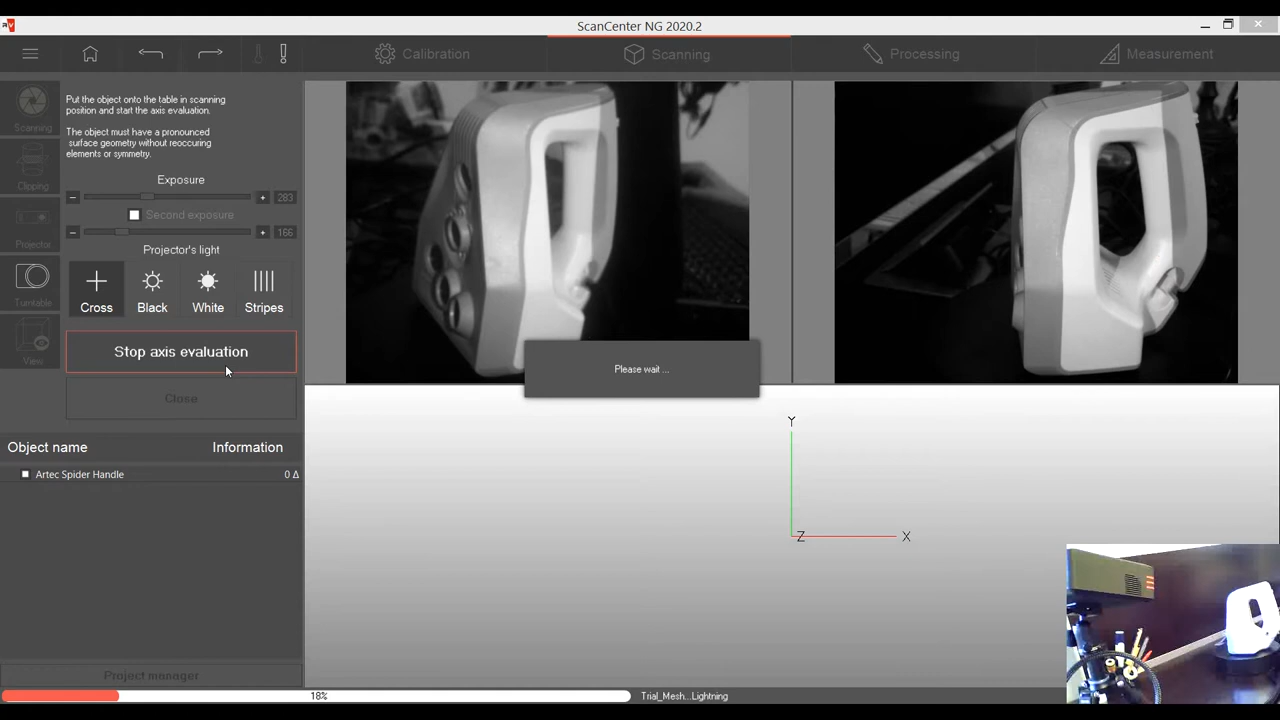 ScanCenter NG 2020.2
Calibration
Scanning
Processing
Measurement
Scanning
Clipping
Projector
Turntable
View
Put the object onto the table in scanning
position and start the axis evaluation.
The object must have a pronounced
surface geometry without reoccuring
elements or symmetry.
Exposure
− + 283
Second exposure
− + 166
Projector's light
Cross Black White Stripes
Stop axis evaluation
Close
Please wait ...
Object name Information
Artec Spider Handle 0 Δ
Y
Z X
Project manager
18% Trial_Mesh...Lightning